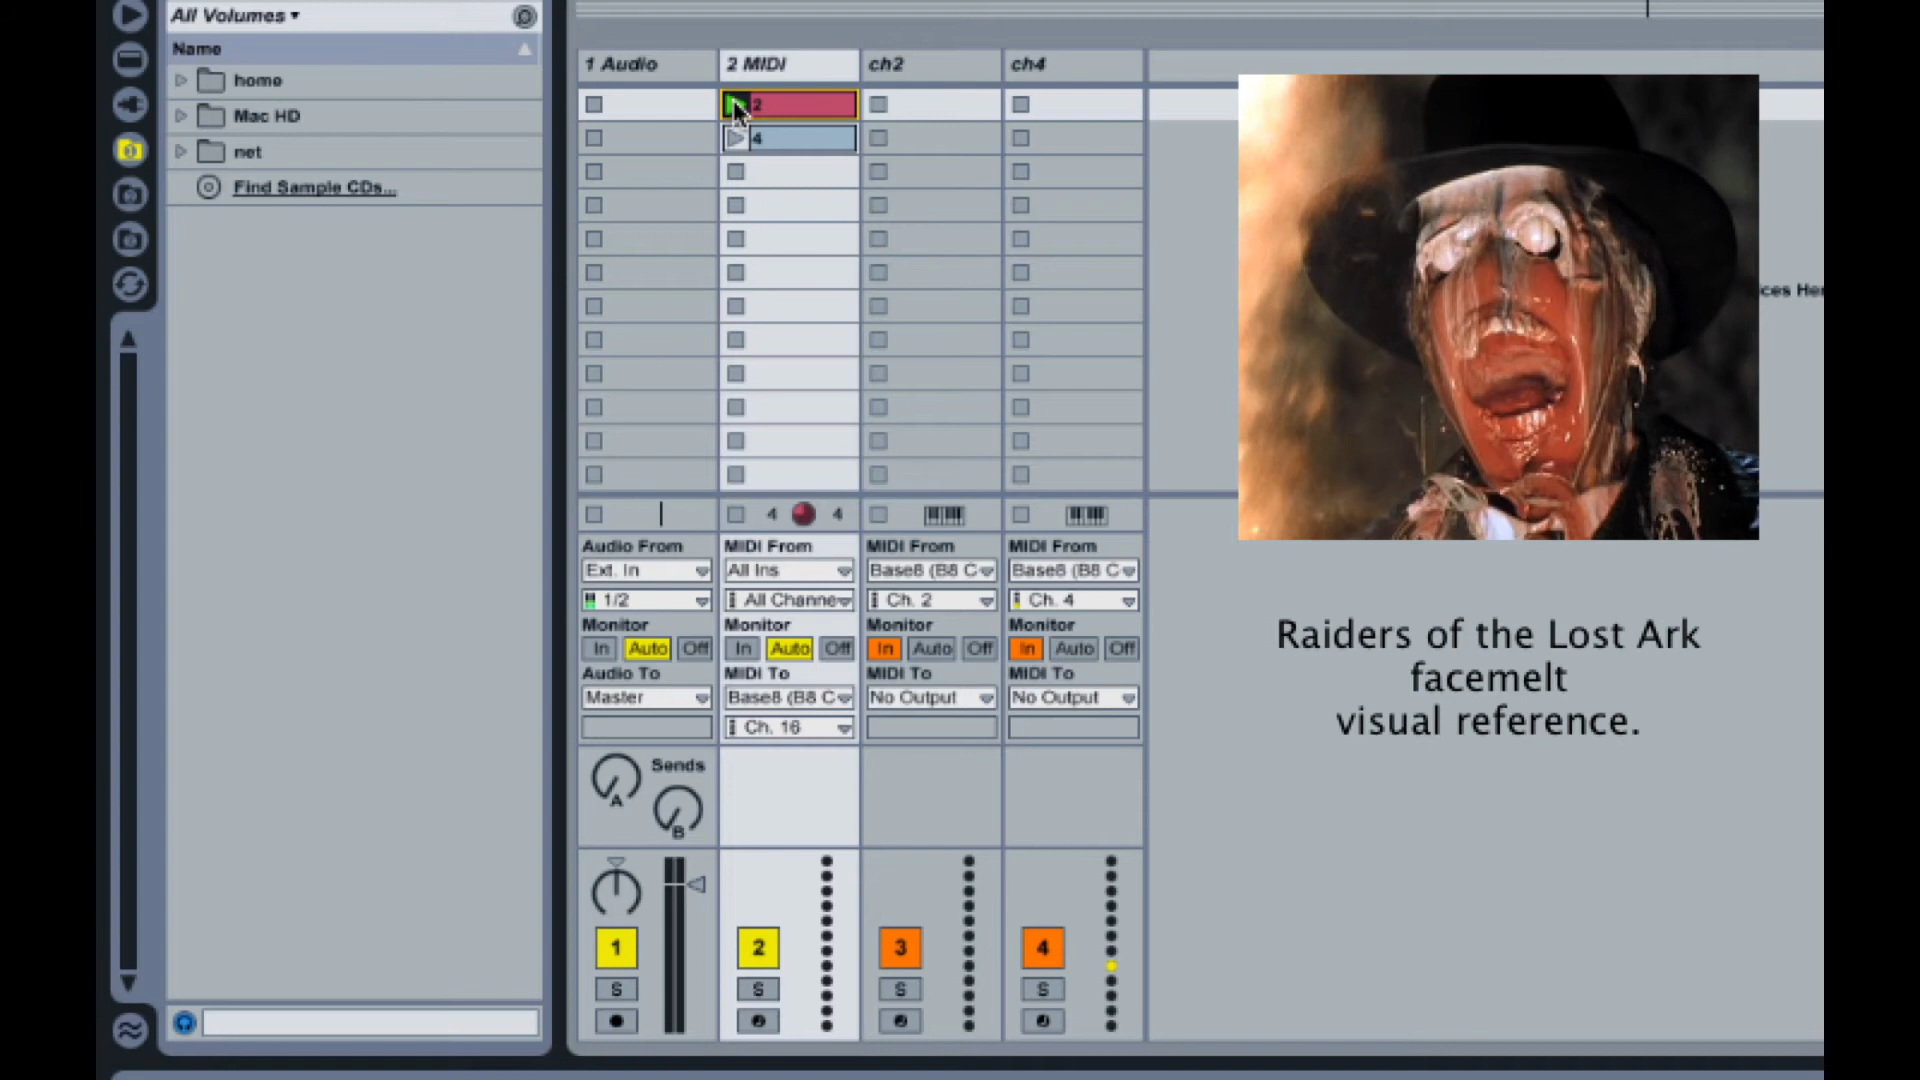 All Volumes
Name
home
Mac HD
net
Find Sample CDs...
1 Audio 2 MIDI ch2 ch4
2
4
4 4
Audio From MIDI From MIDI From MIDI From
Ext. In All Ins Base8 (B8 C Base8 (B8 C
1/2 All Channe Ch. 2 Ch. 4
Monitor Monitor Monitor Monitor
In Auto Off In Auto Off In Auto Off In Auto Off
Audio To MIDI To MIDI To MIDI To
Master Base8 (B8 C No Output No Output
Ch. 16
Sends
A
B
1 2 3 4
S S S S
ces Her
Raiders of the Lost Ark
facemelt
visual reference.